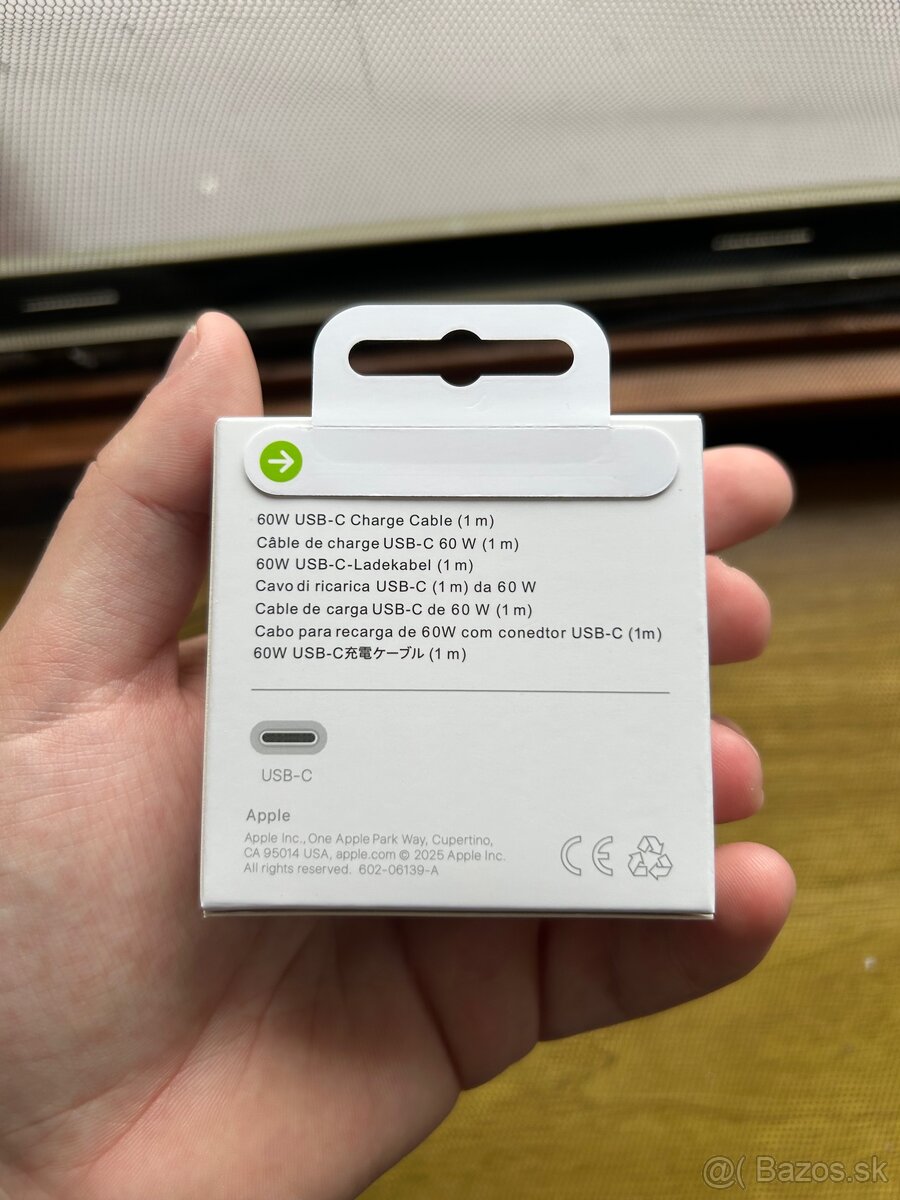 60W USB-C Charge Cable (1 m)
Câble de charge USB-C 60 W (1 m)
60W USB-C-Ladekabel (1 m)
Cavo di ricarica USB-C (1 m) da 60 W
Cable de carga USB-C de 60 W (1 m)
Cabo para recarga de 60W com conedtor USB-C (1m)
60W USB-C充電ケーブル (1 m)
USB-C
Apple
Apple Inc., One Apple Park Way, Cupertino,
CA 95014 USA, apple.com © 2025 Apple Inc.
All rights reserved. 602-06139-A
CE
@( Bazos.sk